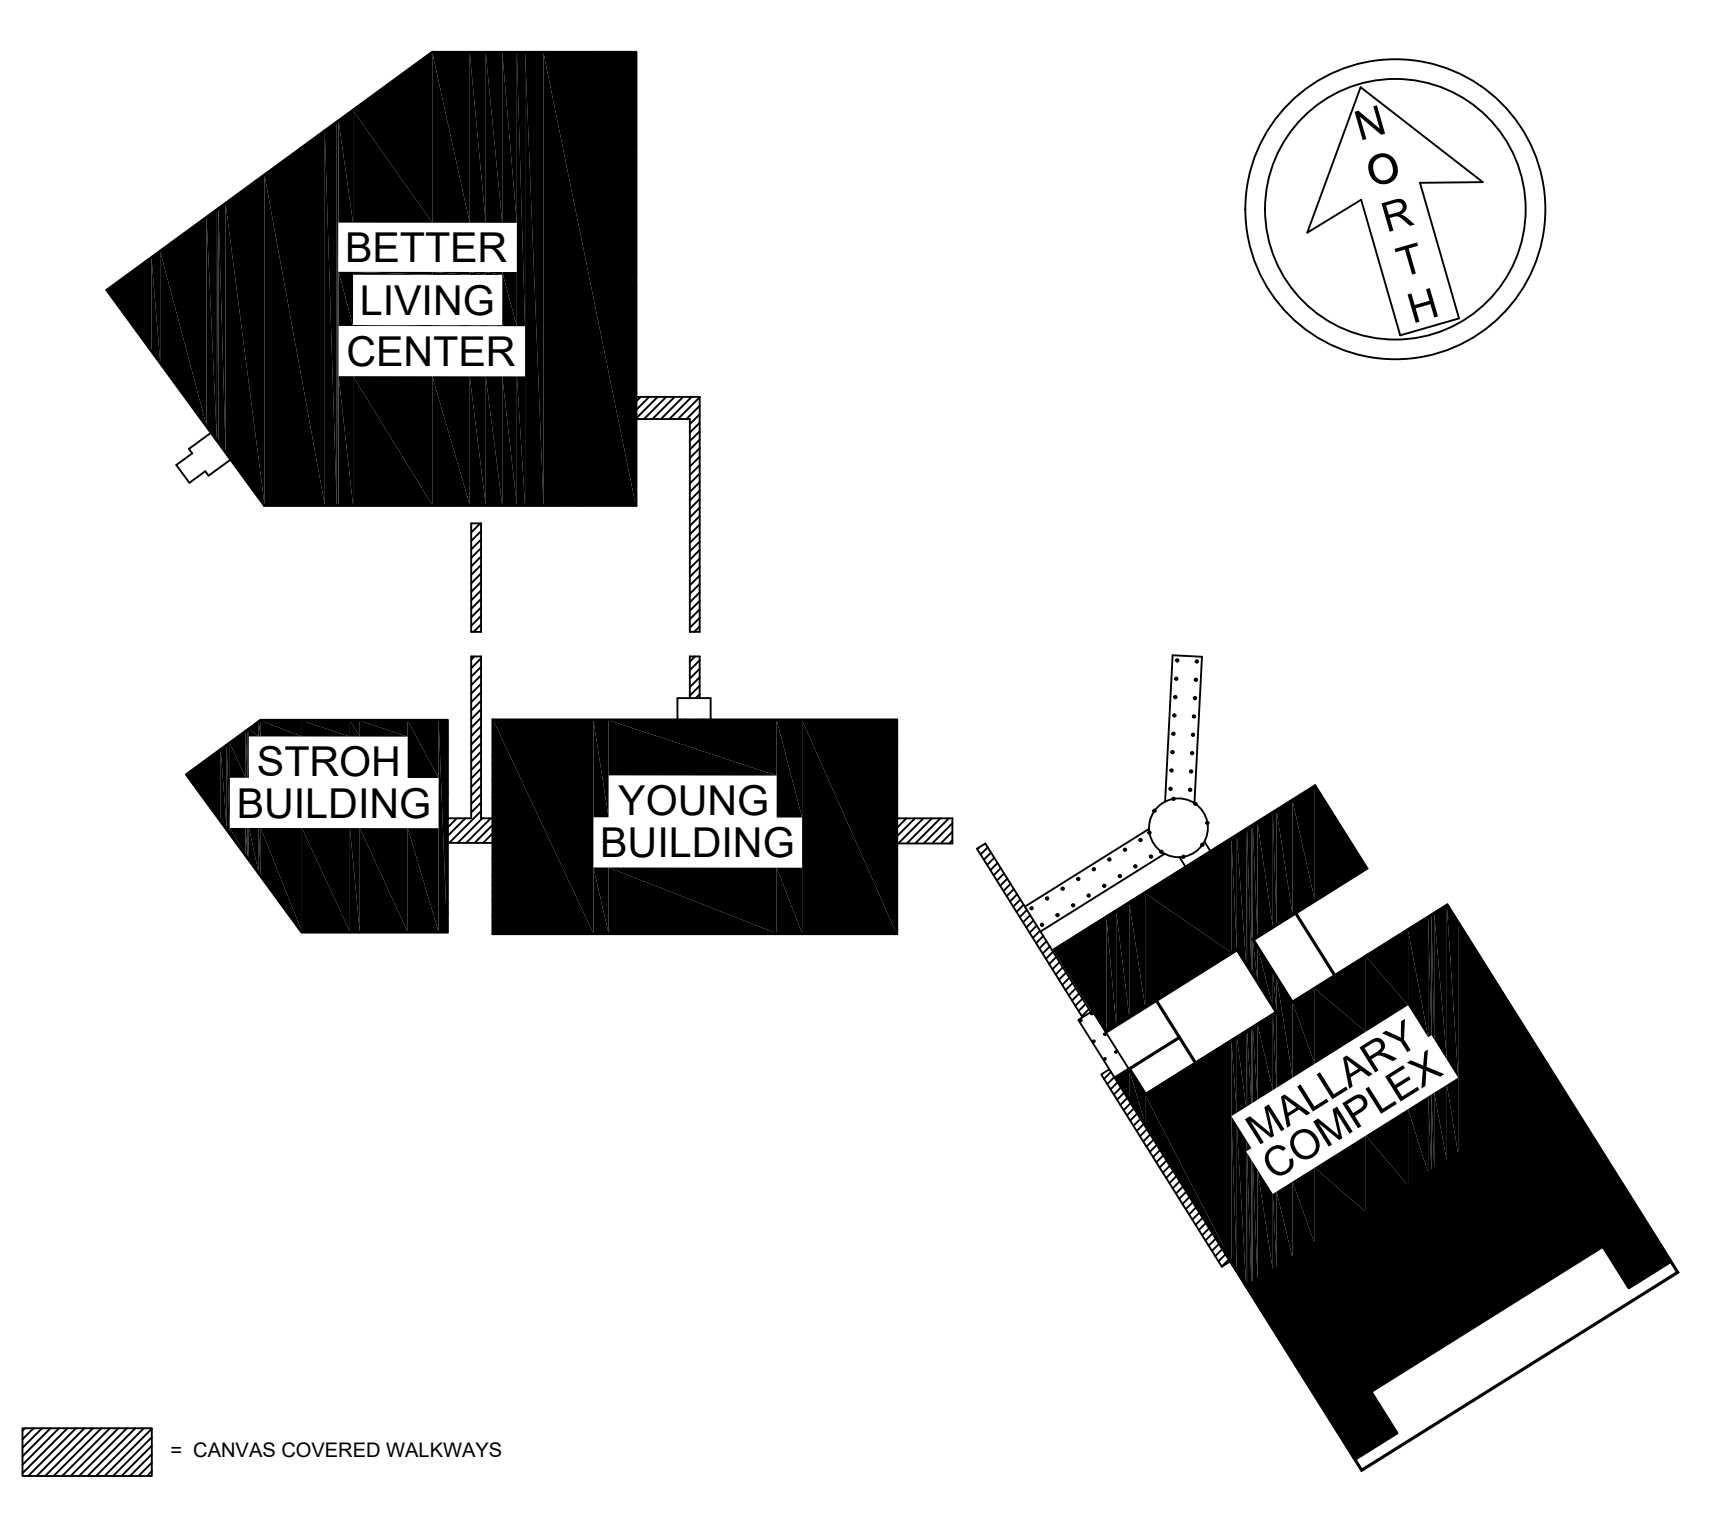 BETTER
LIVING
CENTER
NORTH
STROH
BUILDING
YOUNG
BUILDING
MALLARY
COMPLEX
= CANVAS COVERED WALKWAYS